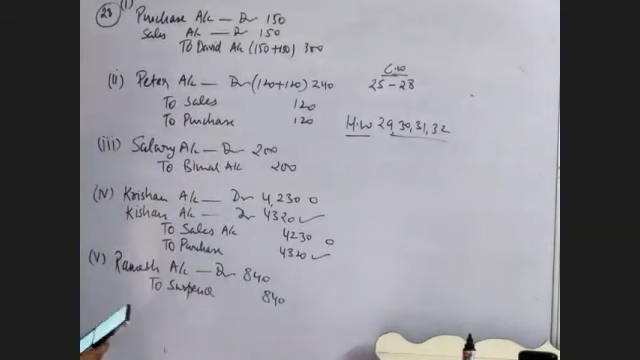 28 (i) Purchase A/c — Dr 150
Sales A/c — Dr 150
To David A/c (150+150) 300
(ii) Peter A/c — Dr (120+120) 240
To Sales 120
To Purchase 120
C.W
25 – 28
H.W 29, 30, 31, 32
(iii) Salary A/c — Dr 200
To Bimal A/c 200
(iv) Krishan A/c — Dr 4,230
Kishan A/c — Dr 4320 ✓
To Sales A/c 4230
To Purchase 4320 ✓
(v) A/c — Dr 840
To Suspense 840